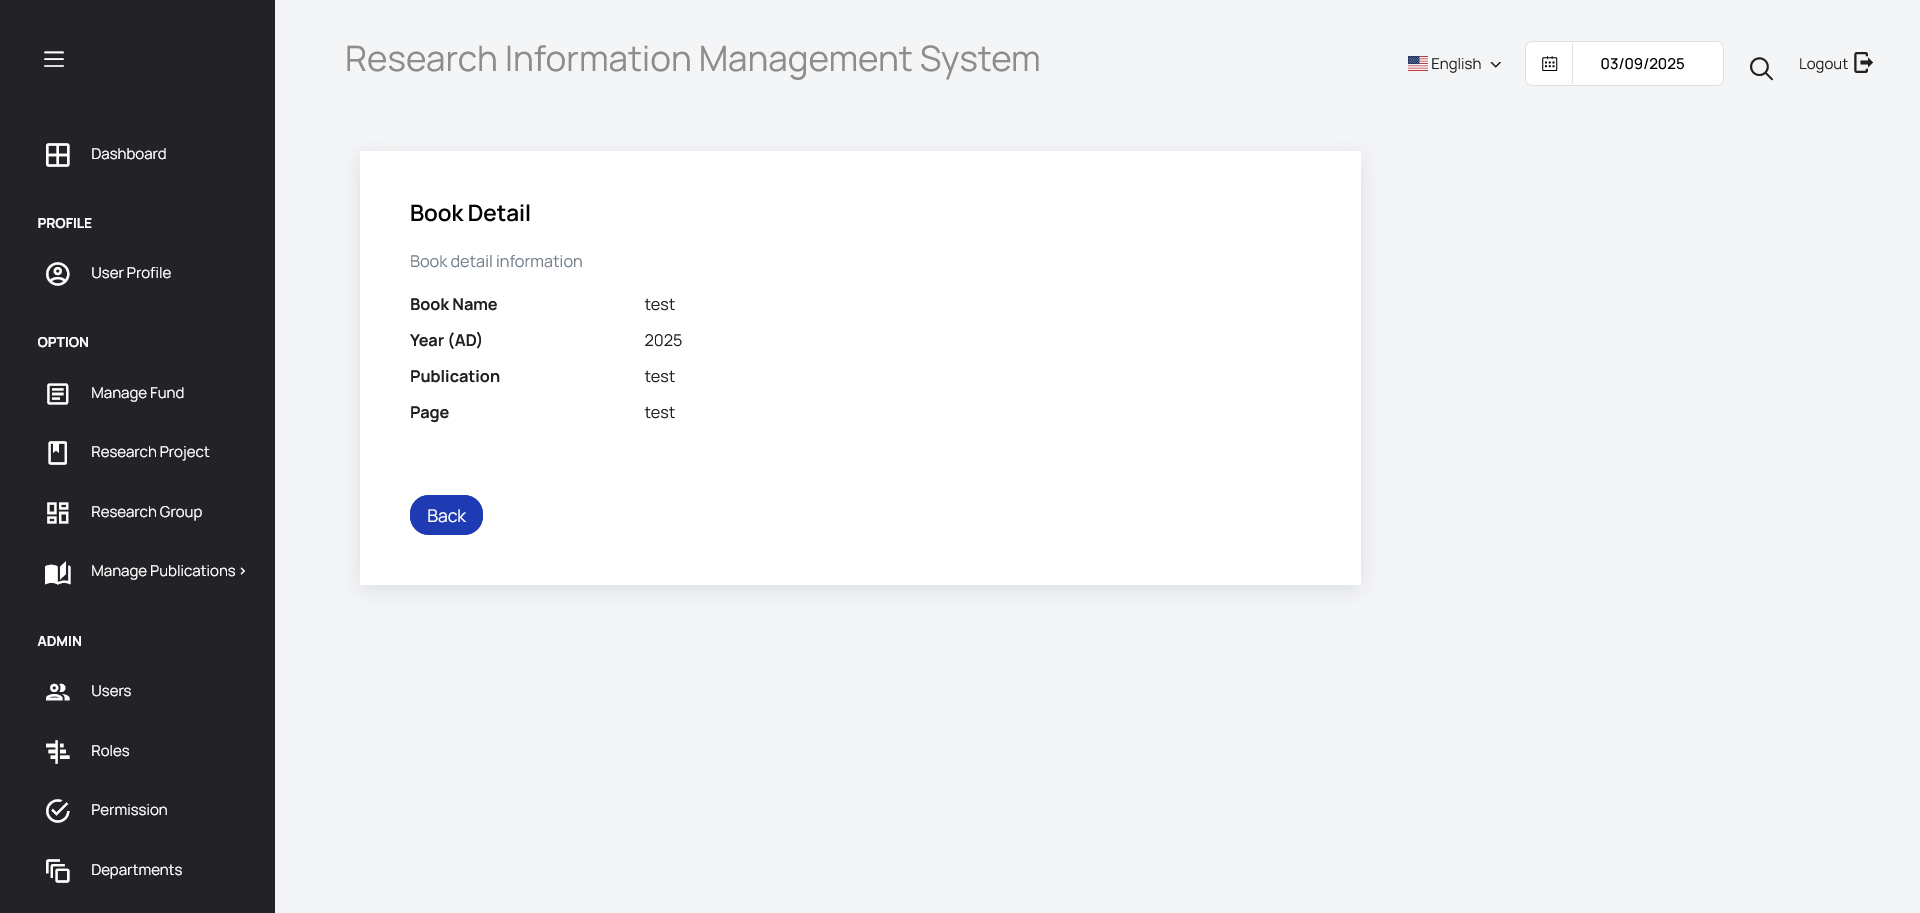 Research Information Management System
English
03/09/2025
Logout
Dashboard
PROFILE
User Profile
OPTION
Manage Fund
Research Project
Research Group
Manage Publications
ADMIN
Users
Roles
Permission
Departments
Book Detail
Book detail information
Book Name test
Year (AD) 2025
Publication test
Page test
Back